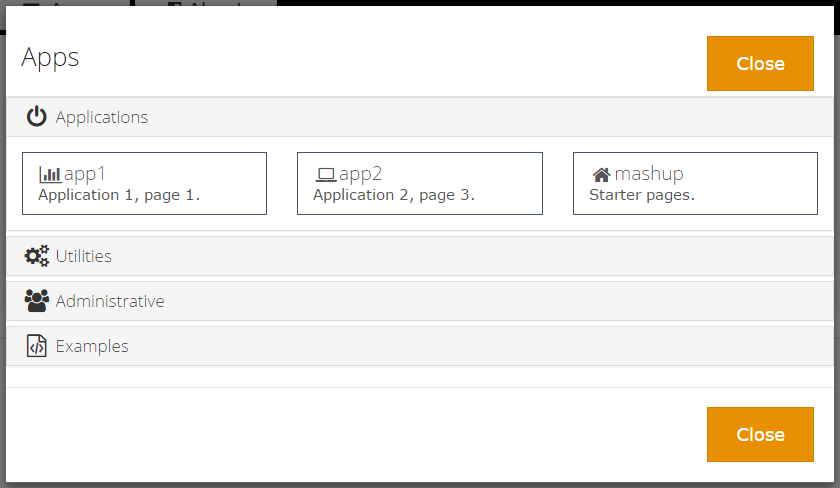 Apps
Close
Applications
app1
Application 1, page 1.
app2
Application 2, page 3.
mashup
Starter pages.
Utilities
Administrative
Examples
Close